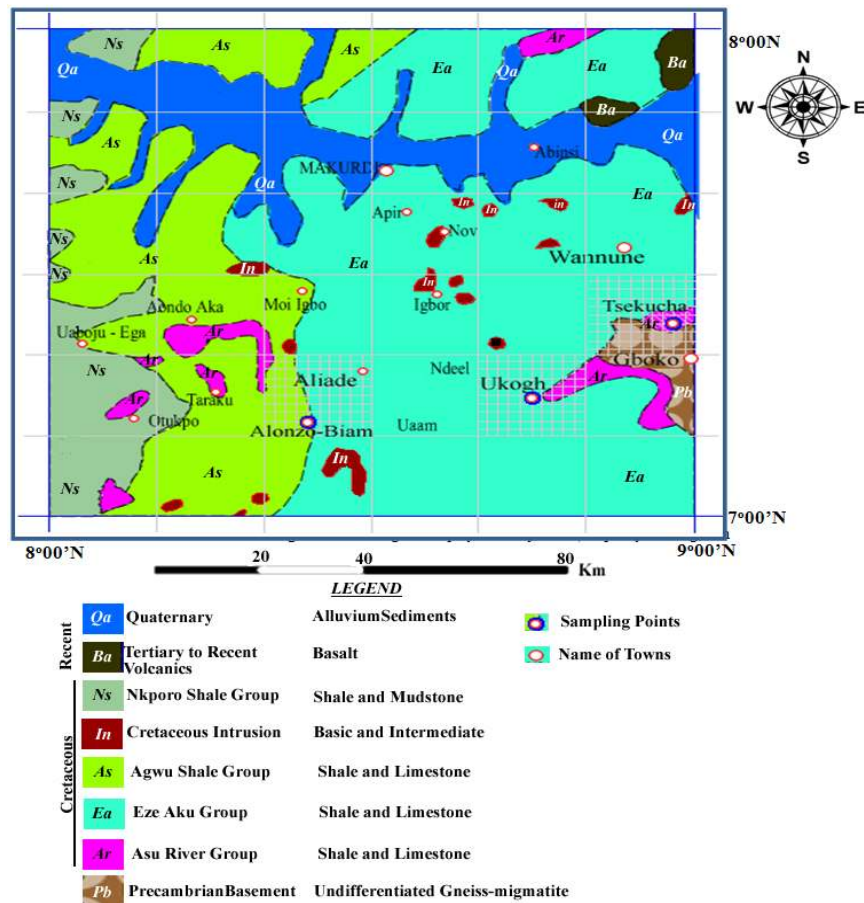 Ns
As
As
Ea
Ar
Qa
Ea
Ba
8°00'N
Qa
Ba
N
W
E
S
Ns
As
Qa
Abinsi
MAKURDI
Ns
Qa
Ea
Apir
In
In
in
In
Ns
Nov
Ea
Wannune
As
Ns
In
In
Moi Igbo
Igbor
Tsekucha
Aondo Aka
Uaboju - Ega
Ar
Ar
Gboko
Ns
Ar
Aliade
Ndeel
Ar
Ar
Taraku
Ukogh
Pb
Ar
Otukpo
Alonzo-Biam
Uaam
Ns
As
In
Ea
7°00'N
8°00'N
20
40
80
9°00'N
Km
LEGEND
Recent
Qa Quaternary AlluviumSediments
Sampling Points
Ba Tertiary to Recent
Volcanics
Basalt
Name of Towns
Cretaceous
Ns Nkporo Shale Group Shale and Mudstone
In Cretaceous Intrusion Basic and Intermediate
As Agwu Shale Group Shale and Limestone
Ea Eze Aku Group Shale and Limestone
Ar Asu River Group Shale and Limestone
Pb PrecambrianBasement Undifferentiated Gneiss-migmatite